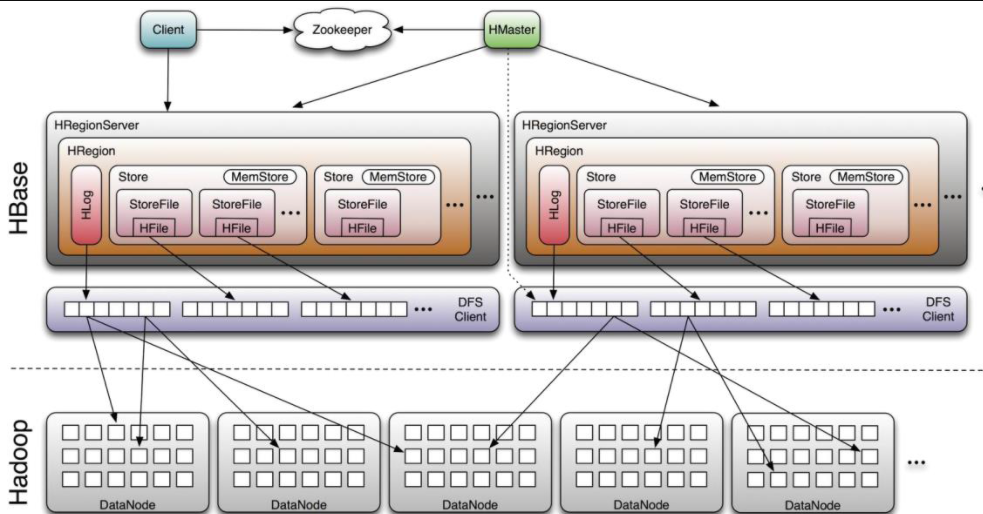 Client
Zookeeper
HMaster
HBase
HRegionServer
HRegion
HLog
Store
MemStore
StoreFile
HFile
StoreFile
HFile
...
Store
MemStore
StoreFile
HFile
...
...
HRegionServer
HRegion
HLog
Store
MemStore
StoreFile
HFile
StoreFile
HFile
...
Store
MemStore
StoreFile
HFile
...
...
...
DFS
Client
...
DFS
Client
Hadoop
DataNode
DataNode
DataNode
DataNode
DataNode
...